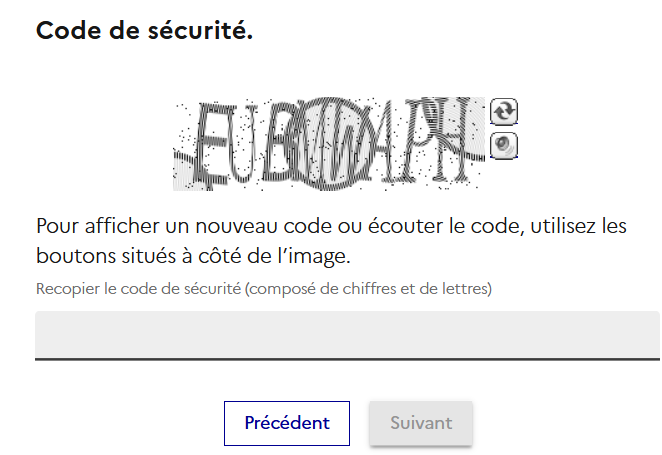 Code de sécurité.
Pour afficher un nouveau code ou écouter le code, utilisez les
boutons situés à côté de l'image.
Recopier le code de sécurité (composé de chiffres et de lettres)
Précédent
Suivant